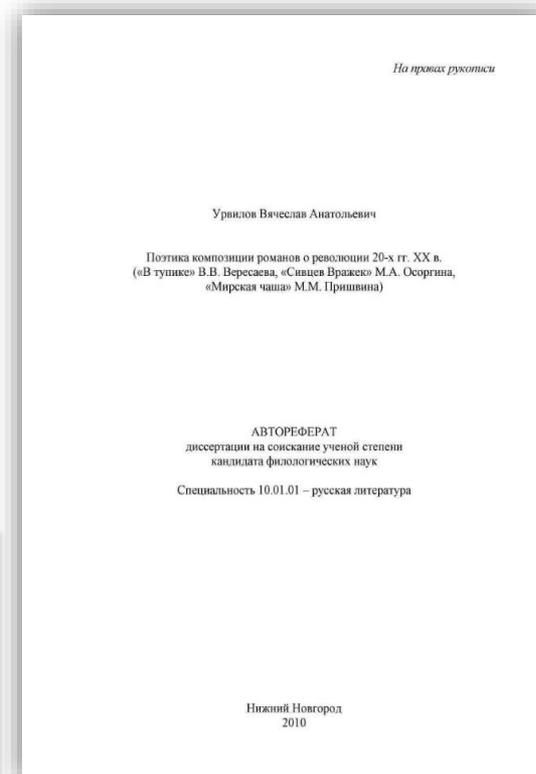 На правах рукописи
Урвилов Вячеслав Анатольевич
Поэтика композиции романов о революции 20-х гг. XX в.
(«В тупике» В.В. Вересаева, «Сивцев Вражек» М.А. Осоргина,
«Мирская чаша» М.М. Пришвина)
АВТОРЕФЕРАТ
диссертации на соискание ученой степени
кандидата филологических наук
Специальность 10.01.01 – русская литература
Нижний Новгород
2010